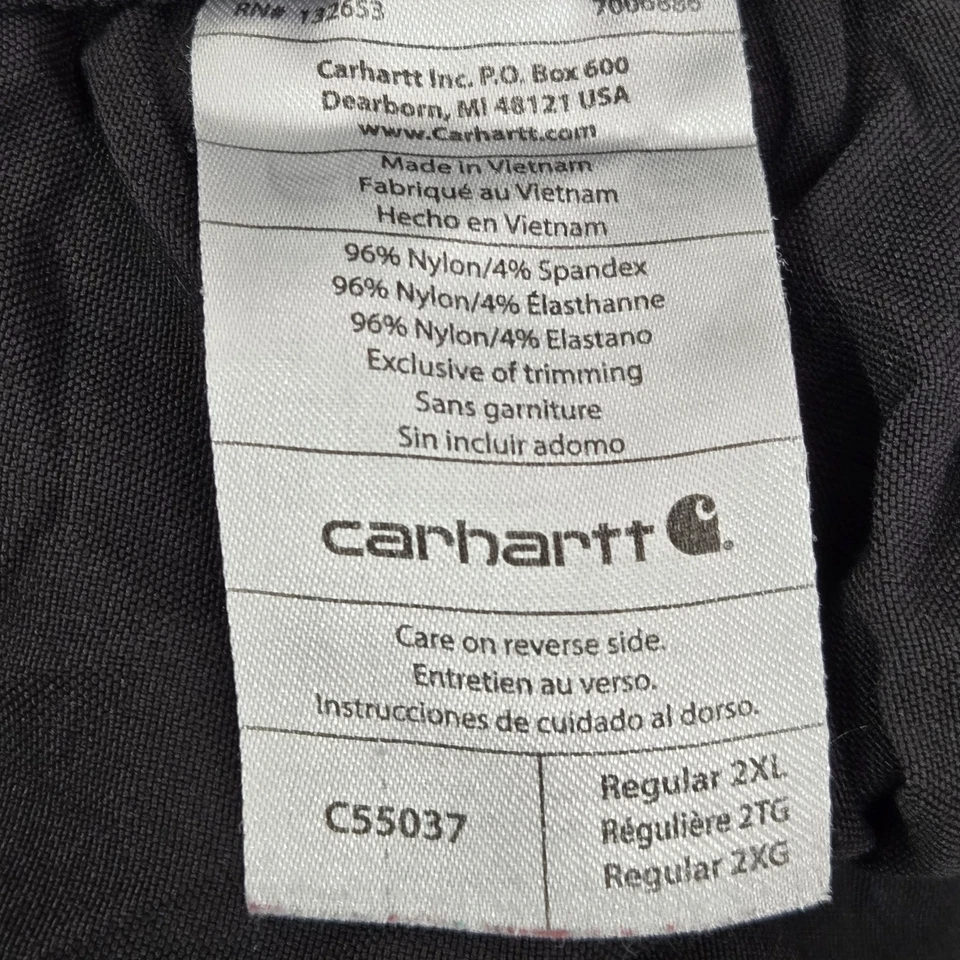 RN# 132653
Carhartt Inc. P.O. Box 600
Dearborn, MI 48121 USA
www.Carhartt.com
Made in Vietnam
Fabriqué au Vietnam
Hecho en Vietnam
96% Nylon/4% Spandex
96% Nylon/4% Élasthanne
96% Nylon/4% Elastano
Exclusive of trimming
Sans garniture
Sin incluir adorno
carhartt
Care on reverse side.
Entretien au verso.
Instrucciones de cuidado al dorso.
C55037
Regular 2XL
Régulière 2TG
Regular 2XG